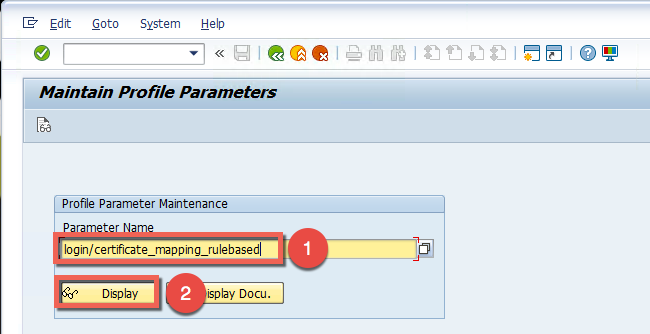 Edit Goto System Help
Maintain Profile Parameters
Profile Parameter Maintenance
Parameter Name
login/certificate_mapping_rulebased 1
Display 2 isplay Docu.